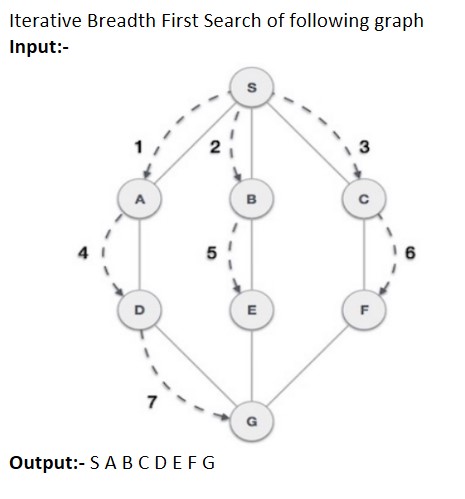 Iterative Breadth First Search of following graph
Input:-
S
1 2 3
A B C
4 5 6
D E F
7
G
Output:- S A B C D E F G